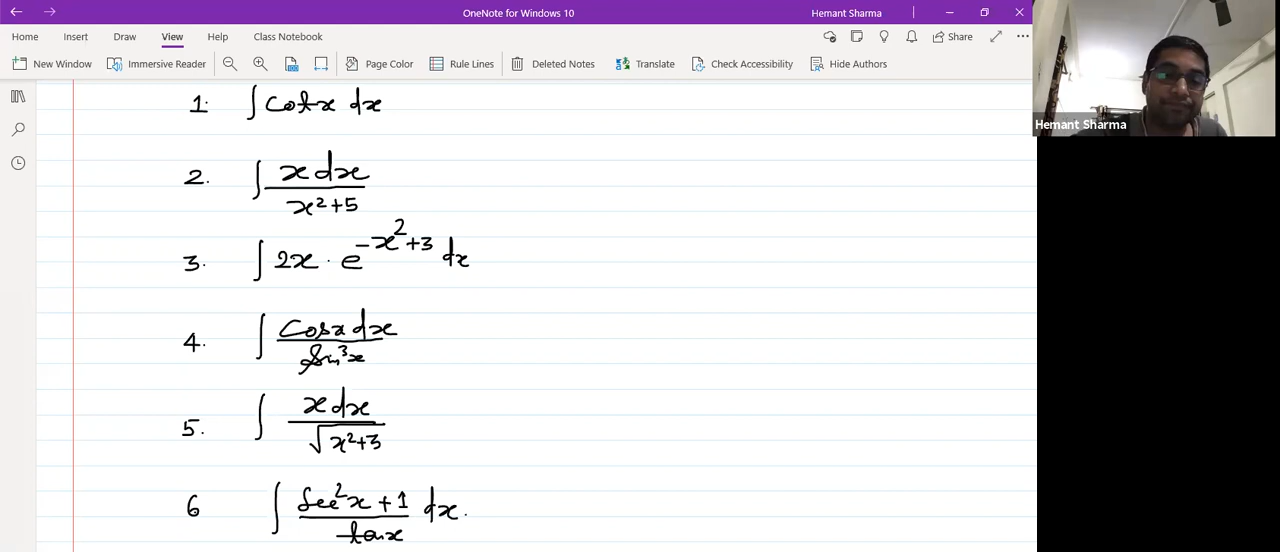 OneNote for Windows 10
Hemant Sharma
Home Insert Draw View Help Class Notebook
Share
New Window Immersive Reader Page Color Rule Lines Deleted Notes Translate Check Accessibility Hide Authors
Hemant Sharma
1. ∫ Cotx dx
2. ∫ x dx / x²+5
3. ∫ 2x · e^(-x²+3) dx
4. ∫ Cosx dx / Sin³x
5. ∫ x dx / √(x²+3)
6 ∫ (Sec²x + 1) / tanx dx.